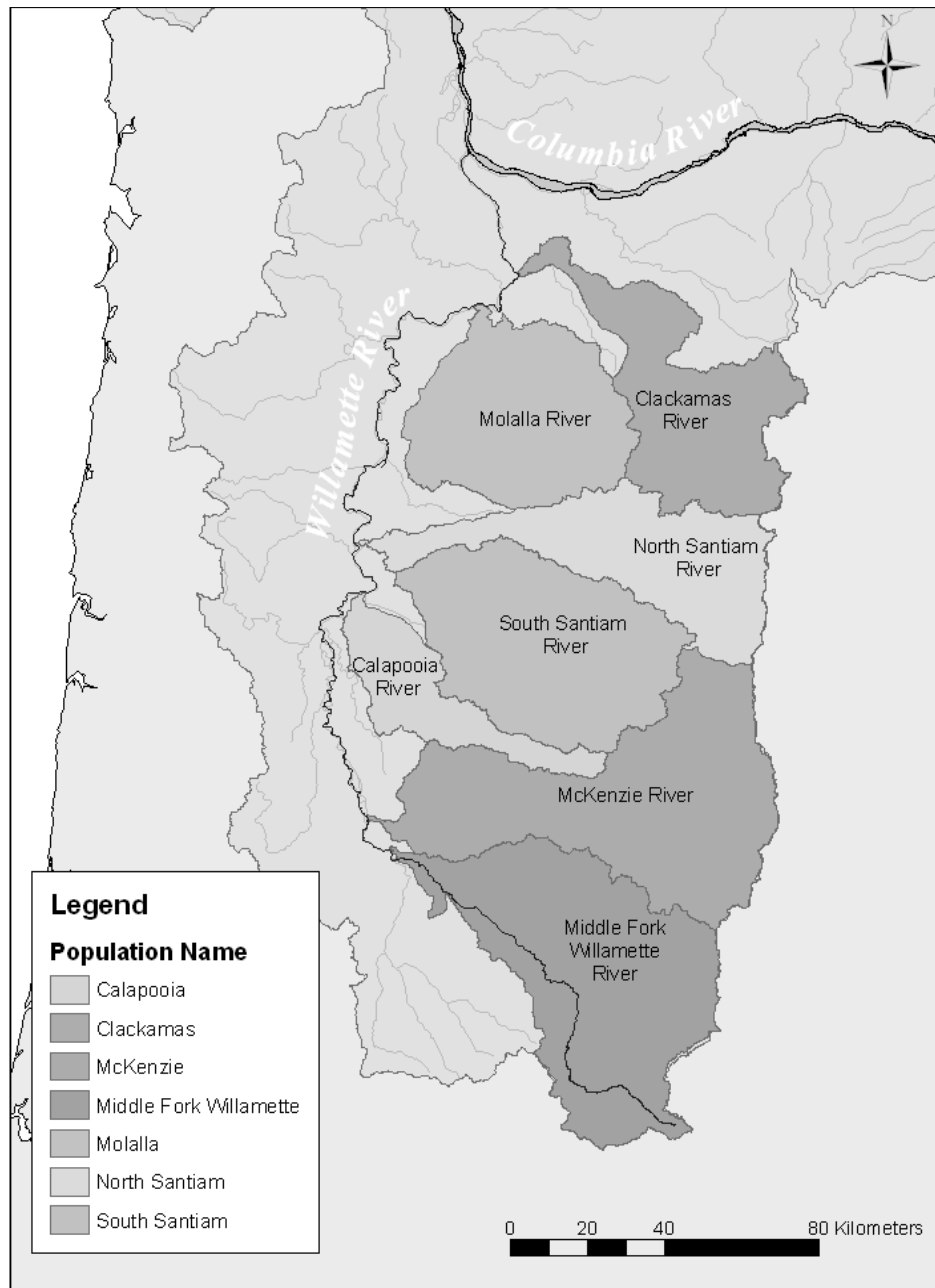 N
Columbia River
Willamette River
Clackamas
River
Molalla River
North Santiam
River
South Santiam
River
Calapooia
River
McKenzie River
Middle Fork
Willamette
River
Legend
Population Name
Calapooia
Clackamas
McKenzie
Middle Fork Willamette
Molalla
North Santiam
South Santiam
0 20 40 80 Kilometers